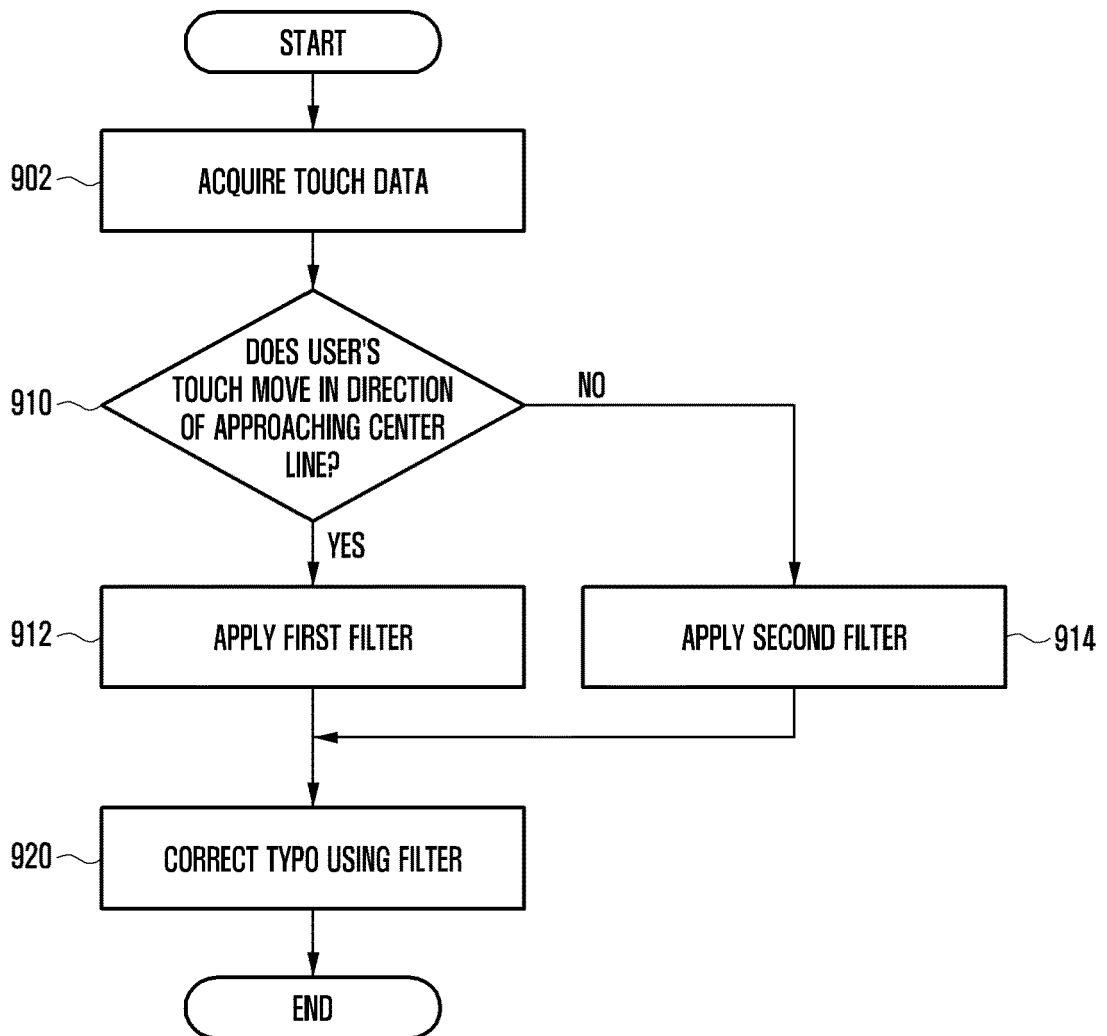 START
902
ACQUIRE TOUCH DATA
910
DOES USER'S
TOUCH MOVE IN DIRECTION
OF APPROACHING CENTER
LINE?
NO
YES
912
APPLY FIRST FILTER
APPLY SECOND FILTER
914
920
CORRECT TYPO USING FILTER
END